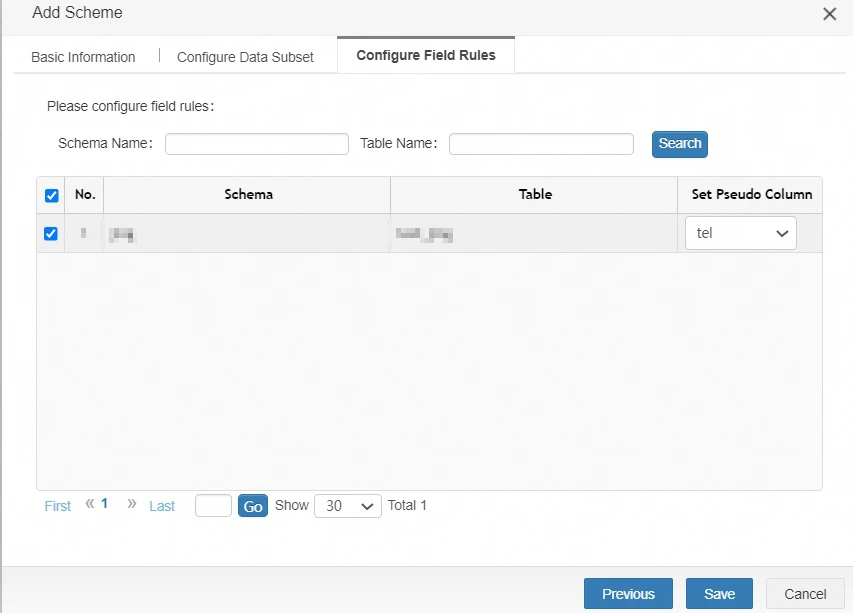 Add Scheme
Basic Information Configure Data Subset Configure Field Rules
Please configure field rules:
Schema Name: Table Name: Search
No. Schema Table Set Pseudo Column
tel
First « 1 » Last Go Show 30 Total 1
Previous Save Cancel